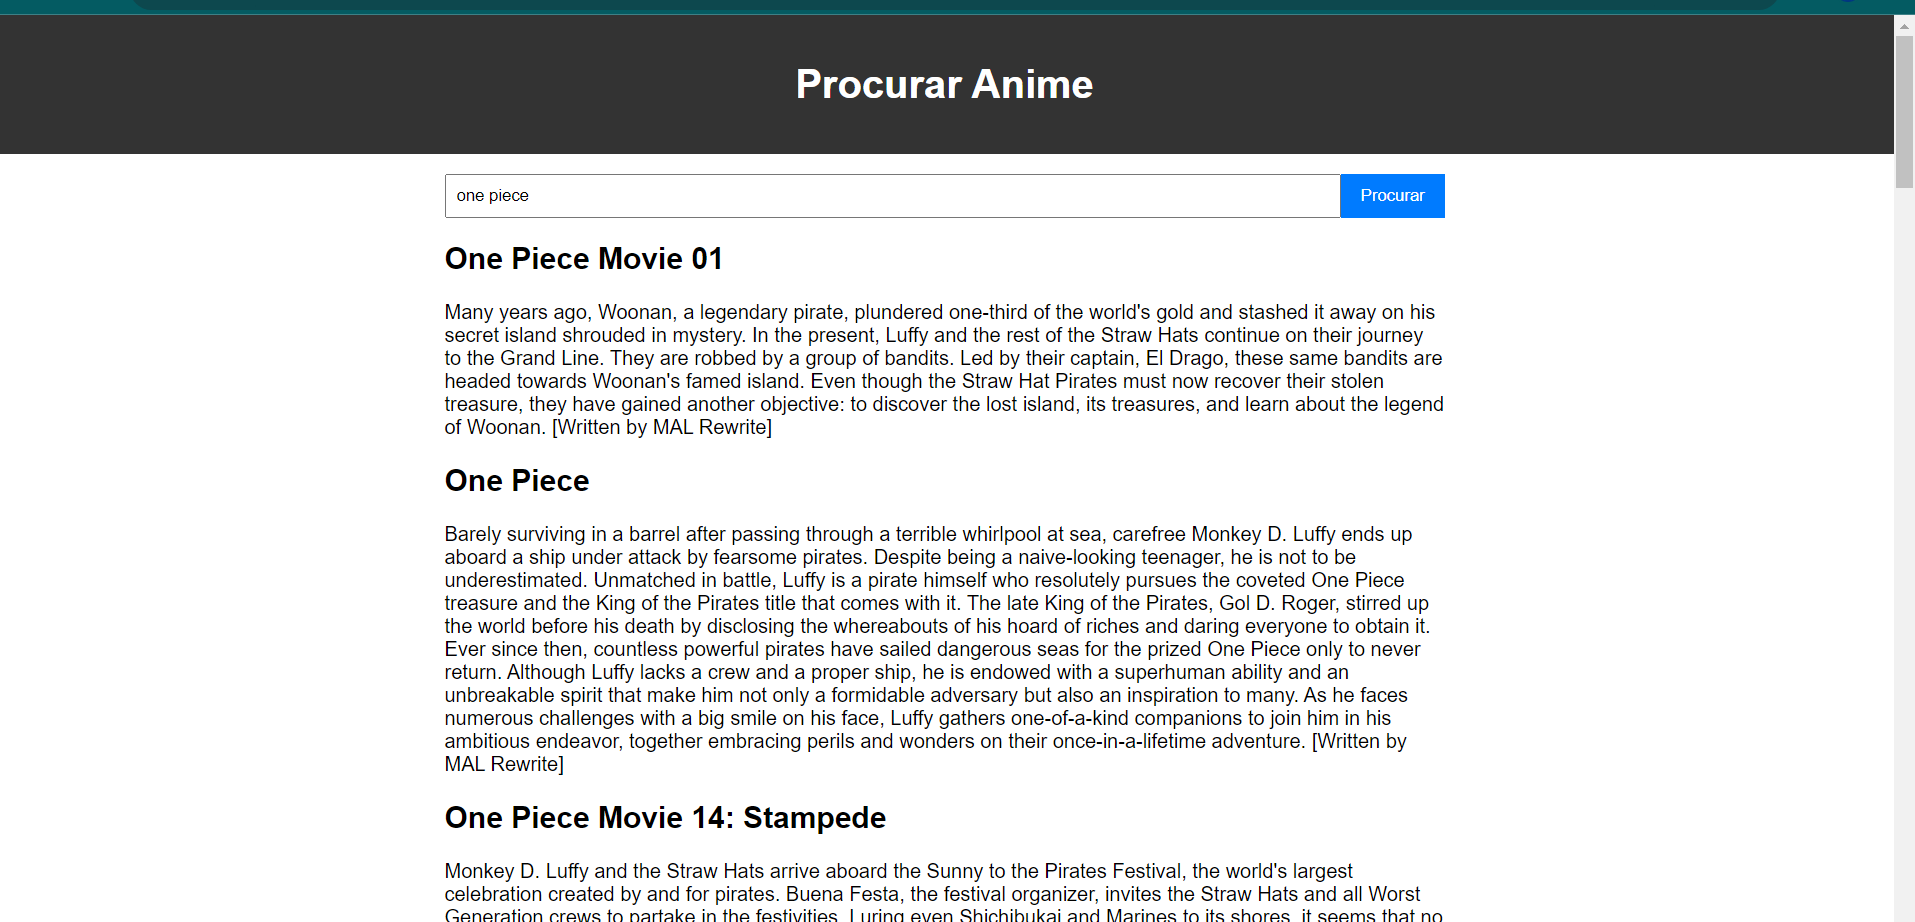 Procurar Anime
one piece
Procurar
One Piece Movie 01
Many years ago, Woonan, a legendary pirate, plundered one-third of the world's gold and stashed it away on his
secret island shrouded in mystery. In the present, Luffy and the rest of the Straw Hats continue on their journey
to the Grand Line. They are robbed by a group of bandits. Led by their captain, El Drago, these same bandits are
headed towards Woonan's famed island. Even though the Straw Hat Pirates must now recover their stolen
treasure, they have gained another objective: to discover the lost island, its treasures, and learn about the legend
of Woonan. [Written by MAL Rewrite]
One Piece
Barely surviving in a barrel after passing through a terrible whirlpool at sea, carefree Monkey D. Luffy ends up
aboard a ship under attack by fearsome pirates. Despite being a naive-looking teenager, he is not to be
underestimated. Unmatched in battle, Luffy is a pirate himself who resolutely pursues the coveted One Piece
treasure and the King of the Pirates title that comes with it. The late King of the Pirates, Gol D. Roger, stirred up
the world before his death by disclosing the whereabouts of his hoard of riches and daring everyone to obtain it.
Ever since then, countless powerful pirates have sailed dangerous seas for the prized One Piece only to never
return. Although Luffy lacks a crew and a proper ship, he is endowed with a superhuman ability and an
unbreakable spirit that make him not only a formidable adversary but also an inspiration to many. As he faces
numerous challenges with a big smile on his face, Luffy gathers one-of-a-kind companions to join him in his
ambitious endeavor, together embracing perils and wonders on their once-in-a-lifetime adventure. [Written by
MAL Rewrite]
One Piece Movie 14: Stampede
Monkey D. Luffy and the Straw Hats arrive aboard the Sunny to the Pirates Festival, the world's largest
celebration created by and for pirates. Buena Festa, the festival organizer, invites the Straw Hats and all Worst
Generation crews to partake in the festivities. Luring even Shichibukai and Marines to its shores, it seems that no